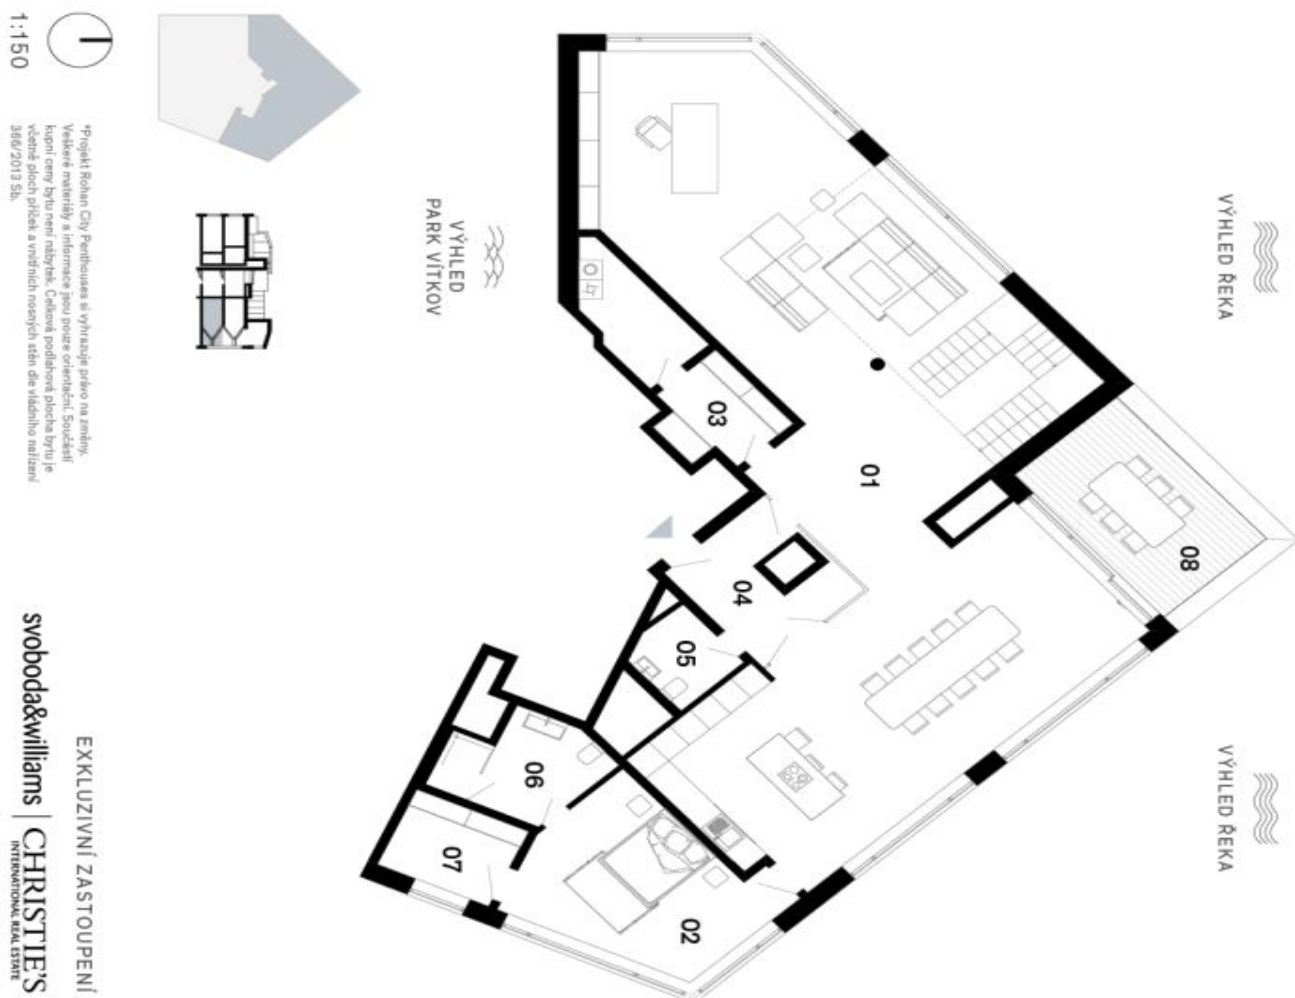 VÝHLED ŘEKA
VÝHLED ŘEKA
08
01
04
03
05
02
06
07
VÝHLED
PARK VÍTKOV
1:150
*Projekt Rohan City Penthouses si vyhrazuje právo na změny.
Veškeré materiály a informace jsou pouze orientační. Součástí
kupní ceny bytu není nábytek. Celková podlahová plocha bytu je
včetně ploch příček a vnitřních nosných stěn dle vládního nařízení
366/2013 Sb.
EXKLUZIVNÍ ZASTOUPENÍ
svoboda&williams | CHRISTIE'S
INTERNATIONAL REAL ESTATE